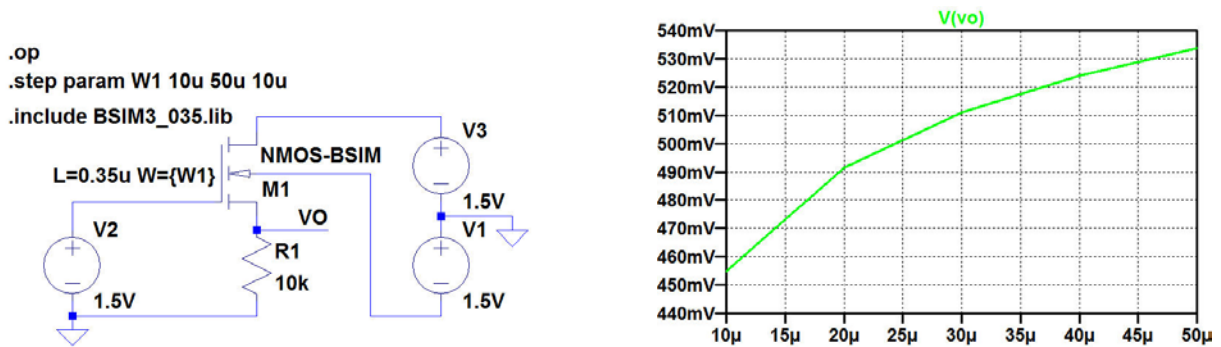 .op
.step param W1 10u 50u 10u
.include BSIM3_035.lib
NMOS-BSIM
L=0.35u W={W1}
M1
V3
1.5V
V2
1.5V
VO
R1
10k
V1
1.5V
V(vo)
540mV
530mV
520mV
510mV
500mV
490mV
480mV
470mV
460mV
450mV
440mV
10µ 15µ 20µ 25µ 30µ 35µ 40µ 45µ 50µ